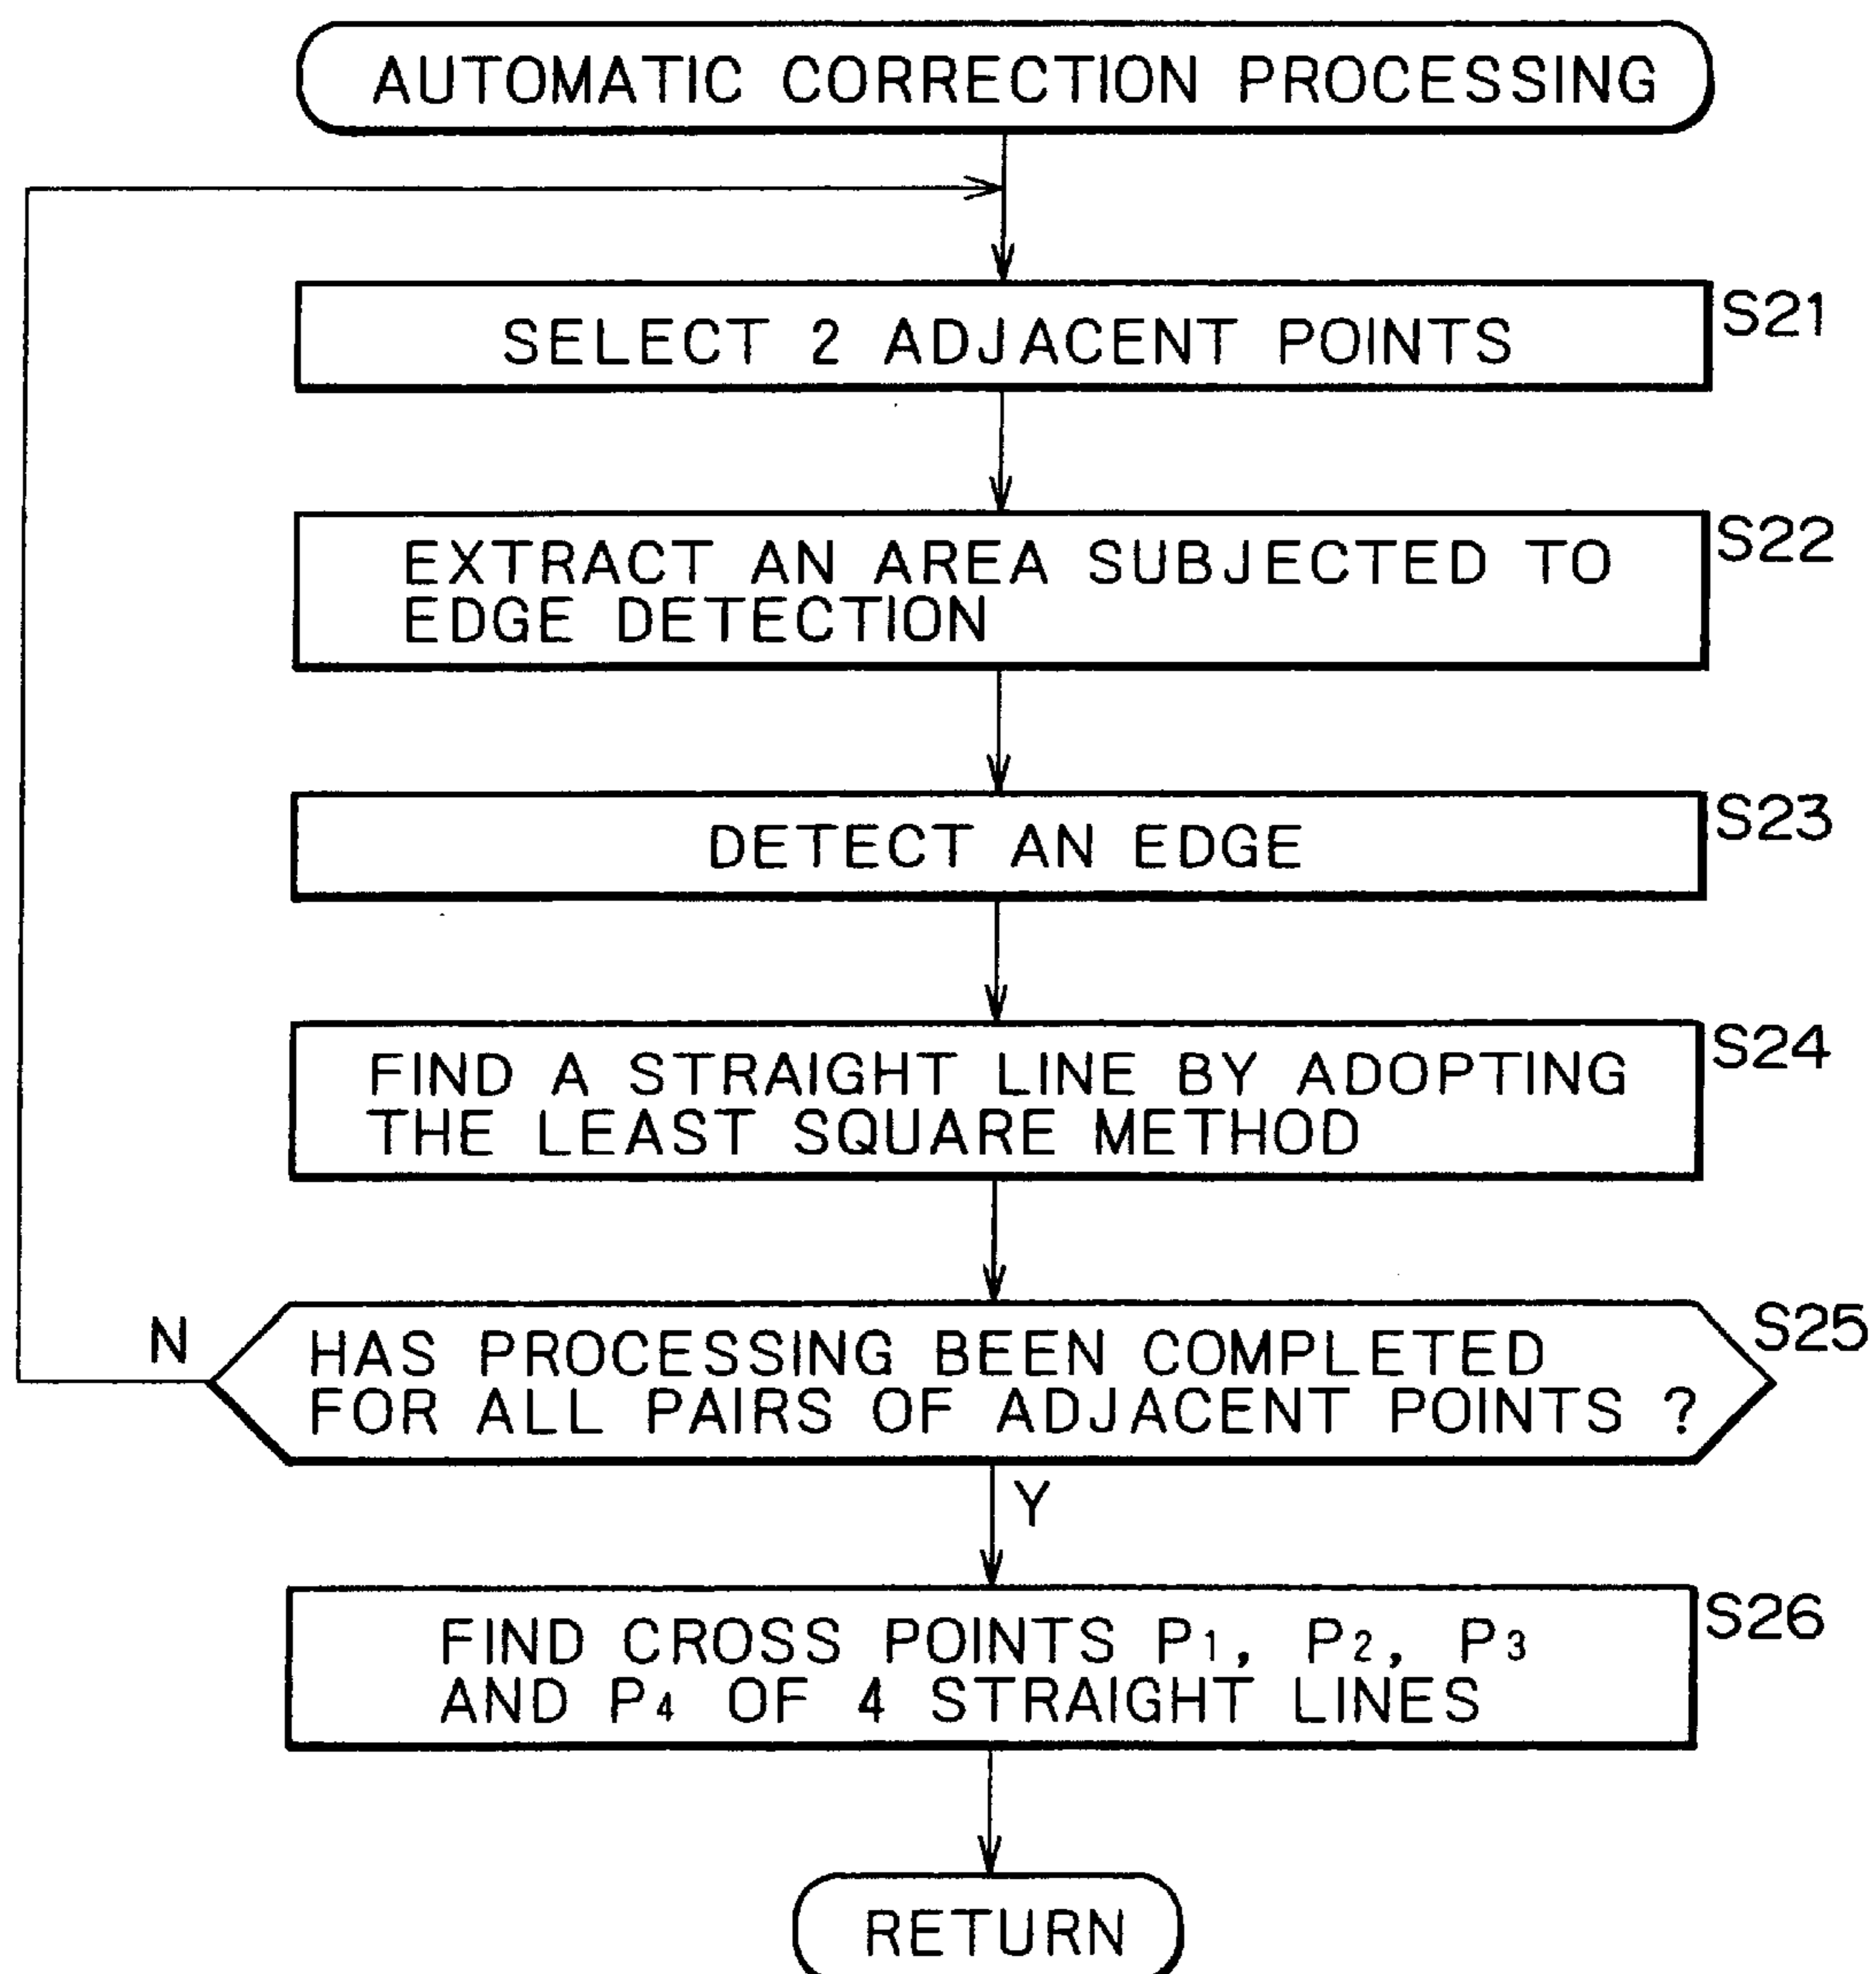 AUTOMATIC CORRECTION PROCESSING
SELECT 2 ADJACENT POINTS
S21
EXTRACT AN AREA SUBJECTED TO
EDGE DETECTION
S22
DETECT AN EDGE
S23
FIND A STRAIGHT LINE BY ADOPTING
THE LEAST SQUARE METHOD
S24
N
HAS PROCESSING BEEN COMPLETED
FOR ALL PAIRS OF ADJACENT POINTS ?
S25
Y
FIND CROSS POINTS P1, P2, P3
AND P4 OF 4 STRAIGHT LINES
S26
RETURN